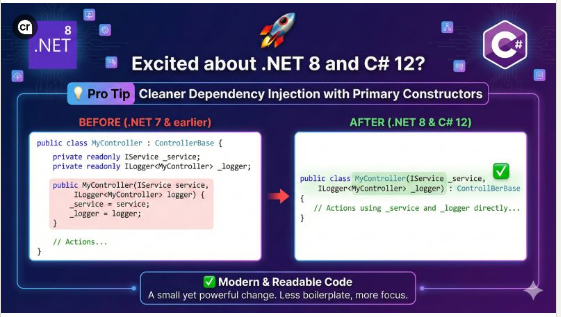 cr
8
.NET
C#
Excited about .NET 8 and C# 12?
💡 Pro Tip Cleaner Dependency Injection with Primary Constructors
BEFORE (.NET 7 & earlier)
public class MyController : ControllerBase {
private readonly IService _service;
private readonly ILogger<MyController> _logger;
public MyController(IService service,
ILogger<MyController> logger) {
_service = service;
_logger = logger;
}
// Actions...
}
AFTER (.NET 8 & C# 12)
public class MyController(IService _service,
ILogger<MyController> _logger) : ControllBerBase
{
// Actions using _service and _logger directly...
}
✅ Modern & Readable Code
A small yet powerful change. Less boilerplate, more focus.